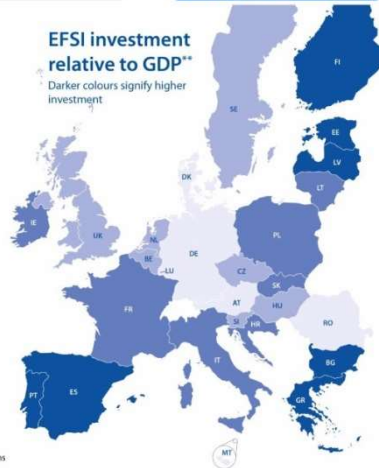 EFSI investment
relative to GDP**
Darker colours signify higher
investment
FI
SE
EE
LV
DK
LT
IE
UK
NL
PL
BE
DE
LU
CZ
SK
AT
HU
FR
SI
HR
RO
IT
BG
PT
ES
GR
MT
ns